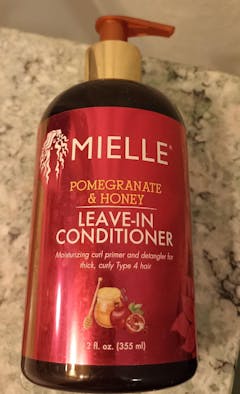 MIELLE®
POMEGRANATE
& HONEY
LEAVE-IN
CONDITIONER
Moisturizing curl primer and detangler for
thick, curly Type 4 hair
2 fl. oz. (355 ml)